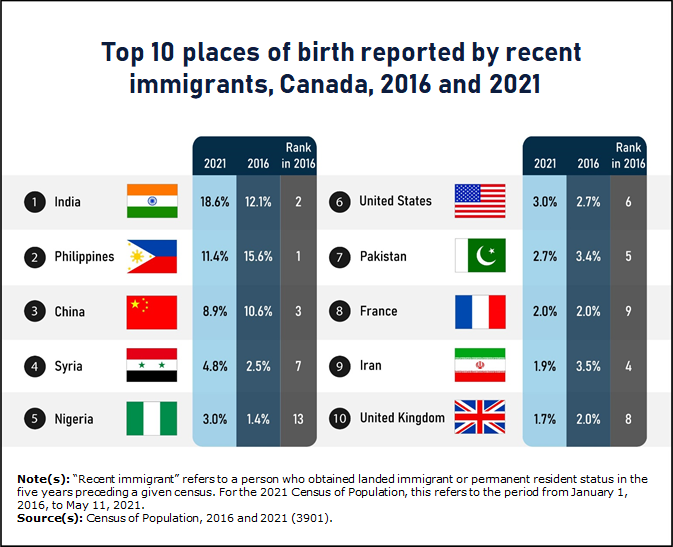 Top 10 places of birth reported by recent
immigrants, Canada, 2016 and 2021
2021 2016 Rank in 2016
1 India 18.6% 12.1% 2
2 Philippines 11.4% 15.6% 1
3 China 8.9% 10.6% 3
4 Syria 4.8% 2.5% 7
5 Nigeria 3.0% 1.4% 13
2021 2016 Rank in 2016
6 United States 3.0% 2.7% 6
7 Pakistan 2.7% 3.4% 5
8 France 2.0% 2.0% 9
9 Iran 1.9% 3.5% 4
10 United Kingdom 1.7% 2.0% 8
Note(s): “Recent immigrant” refers to a person who obtained landed immigrant or permanent resident status in the
five years preceding a given census. For the 2021 Census of Population, this refers to the period from January 1,
2016, to May 11, 2021.
Source(s): Census of Population, 2016 and 2021 (3901).